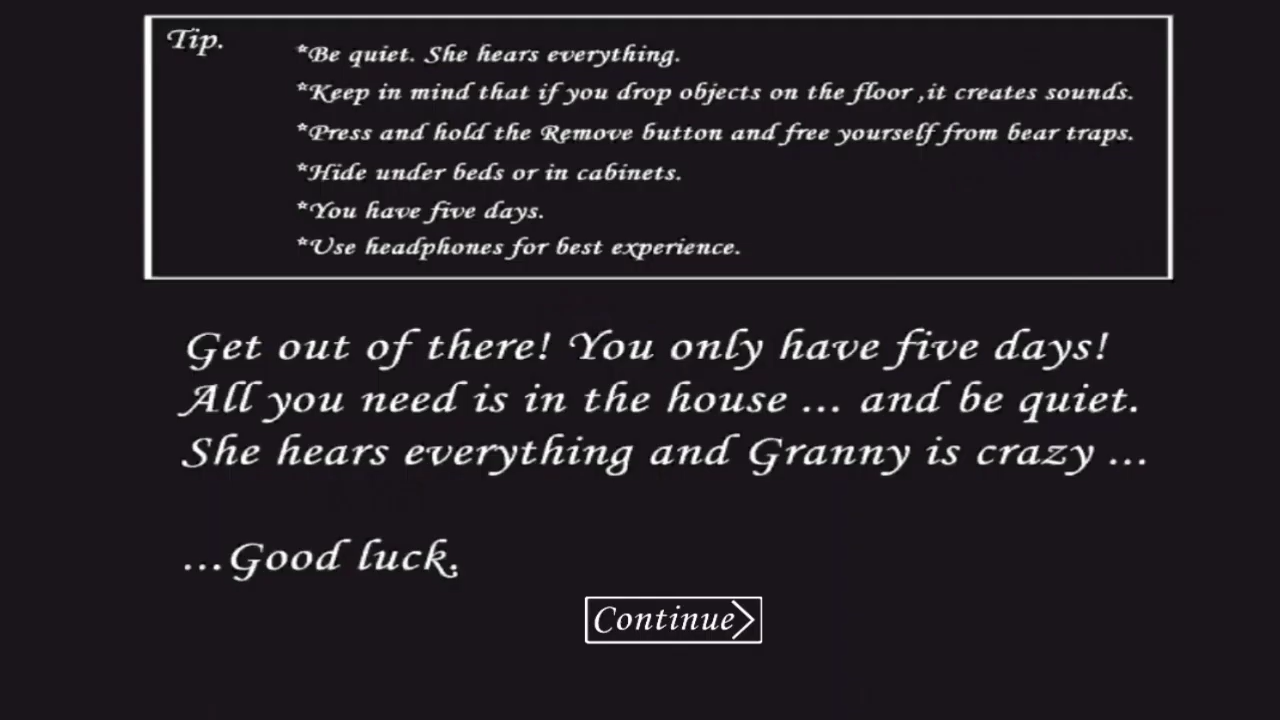 Tip.
*Be quiet. She hears everything.
*Keep in mind that if you drop objects on the floor ,it creates sounds.
*Press and hold the Remove button and free yourself from bear traps.
*Hide under beds or in cabinets.
*You have five days.
*Use headphones for best experience.
Get out of there! You only have five days!
All you need is in the house ... and be quiet.
She hears everything and Granny is crazy ...
...Good luck.
Continue>